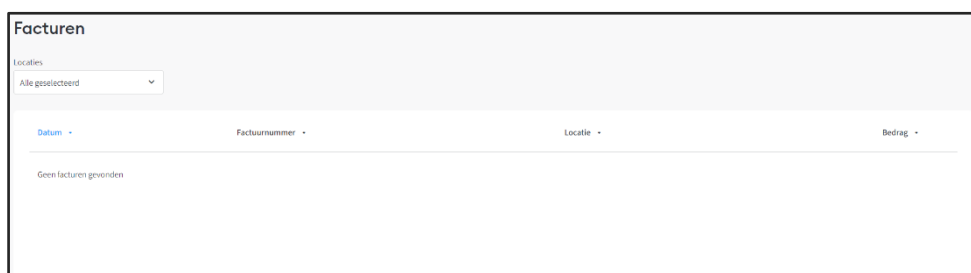 Facturen
Locaties
Alle geselecteerd
Datum Factuurnummer Locatie Bedrag
Geen facturen gevonden